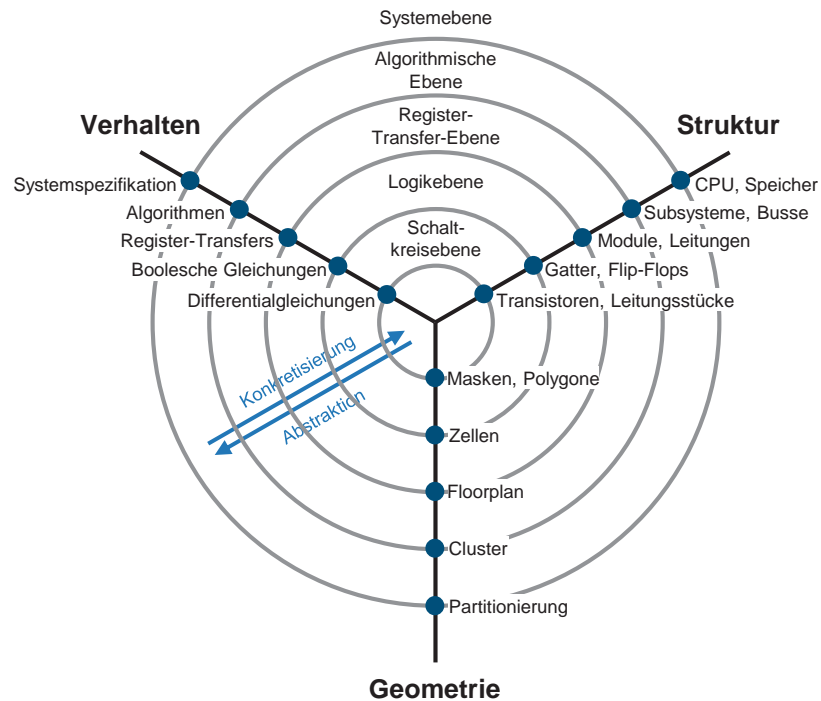 Systemebene
Algorithmische
Ebene
Register-
Transfer-Ebene
Logikebene
Schalt-
kreisebene
Verhalten
Struktur
Systemspezifikation
Algorithmen
Register-Transfers
Boolesche Gleichungen
Differentialgleichungen
CPU, Speicher
Subsysteme, Busse
Module, Leitungen
Gatter, Flip-Flops
Transistoren, Leitungsstücke
Konkretisierung
Abstraktion
Masken, Polygone
Zellen
Floorplan
Cluster
Partitionierung
Geometrie